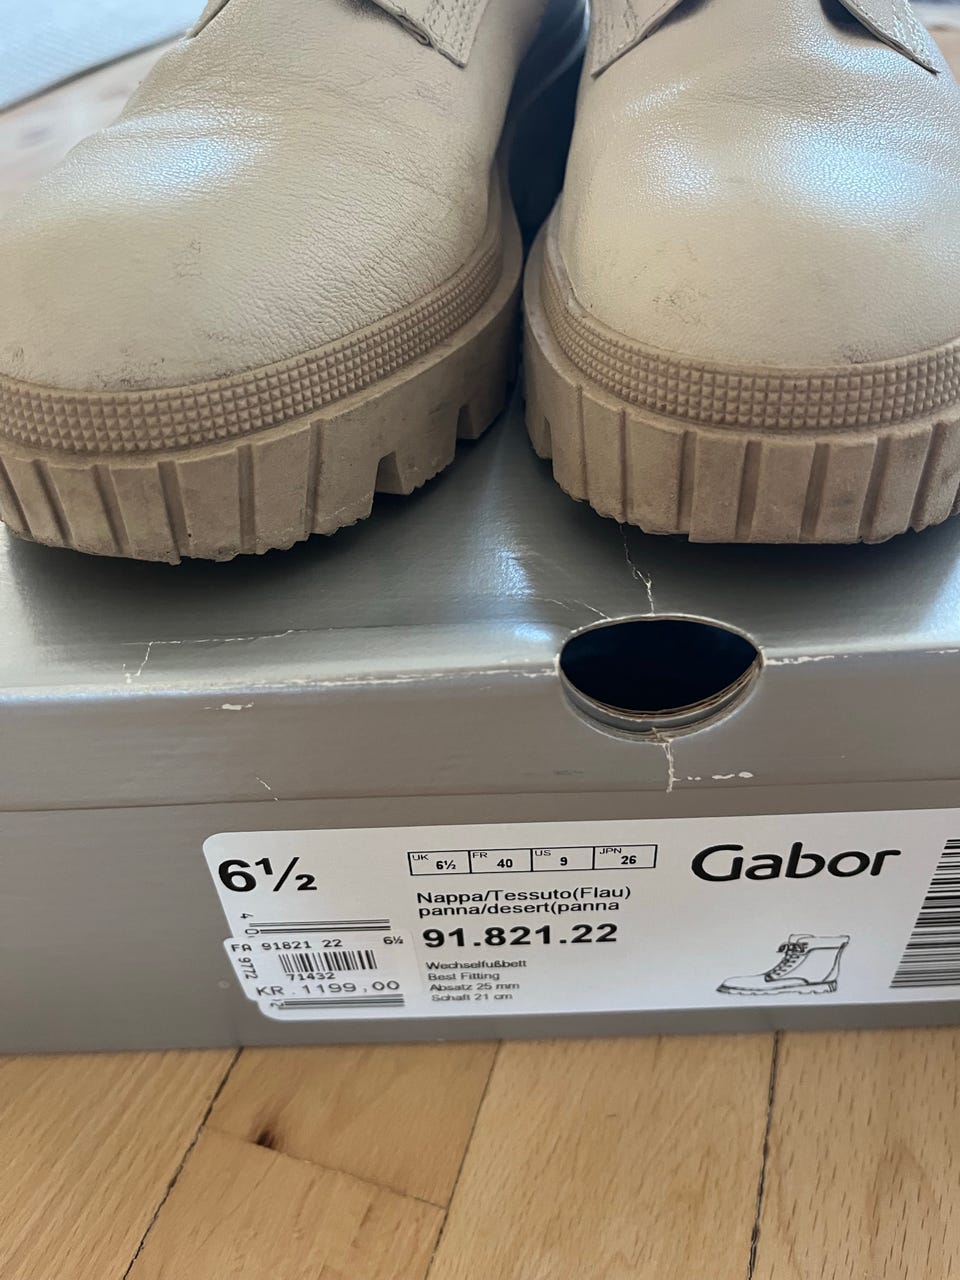 6½
UK 6½ FR 40 US 9 JPN 26
Gabor
Nappa/Tessuto(Flau)
panna/desert(panna
91.821.22
Wechselfußbett
Best Fitting
Absatz 25 mm
Schaft 21 cm
FA 91821 22 6½
71432
KR.1199,00
9772